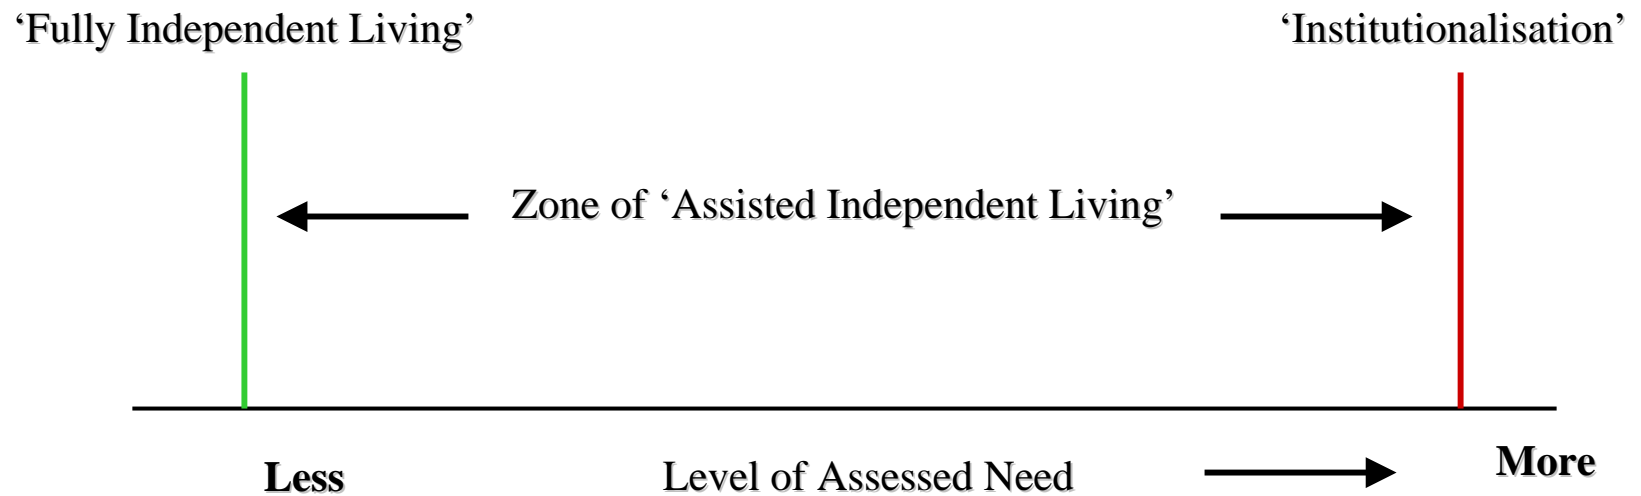 ‘Fully Independent Living’
‘Institutionalisation’
Zone of ‘Assisted Independent Living’
Less
Level of Assessed Need
More